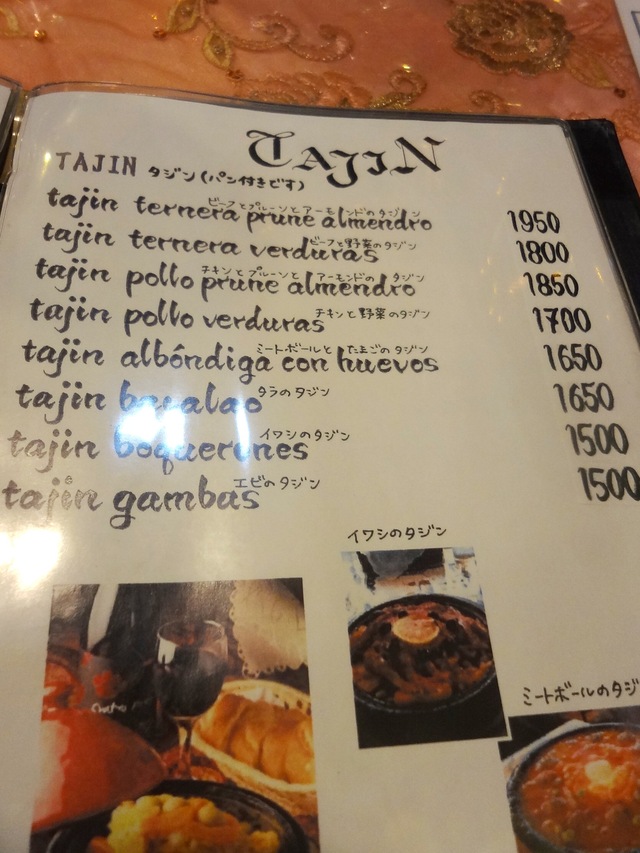 TAJIN
TAJIN タジン(パン付きです)
ビーフとプルーンとアーモンドのタジン
tajin ternera prune almendro 1950
ビーフと野菜のタジン
tajin ternera verduras 1800
チキンとプルーンとアーモンドの タジン
tajin pollo prune almendro 1850
tajin pollo verduras チキンと野菜のタジン 1700
ミートボールとたまごのタジン
tajin albóndiga con huevos 1650
tajin bacalao タラのタジン 1650
tajin boquerones イワシのタジン 1500
tajin gambas エビのタジン 1500
イワシのタジン
ミートボールのタジ